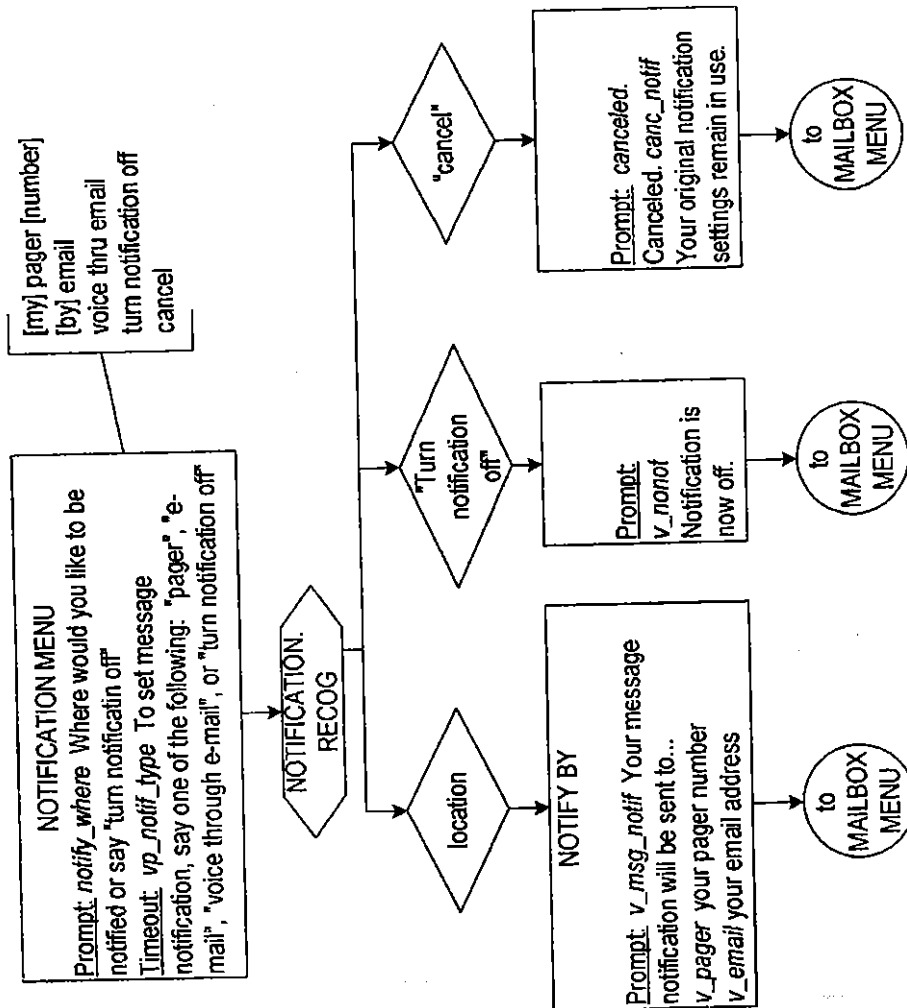 NOTIFICATION MENU
Prompt: notify_where Where would you like to be
notified or say "turn notificatin off"
Timeout: vp_notif_type To set message
notification, say one of the following: "pager", "e-
mail", "voice through e-mail", or "turn notification off"
[my] pager [number]
[by] email
voice thru email
turn notification off
cancel
NOTIFICATION.
RECOG
location
"Turn
notification
off"
"cancel"
NOTIFY BY
Prompt: v_msg_notif Your message
notification will be sent to...
v_pager your pager number
v_email your email address
Prompt:
v_nonot
Notification is
now off.
Prompt: canceled.
Canceled. canc_notif
Your original notification
settings remain in use.
to
MAILBOX
MENU
to
MAILBOX
MENU
to
MAILBOX
MENU